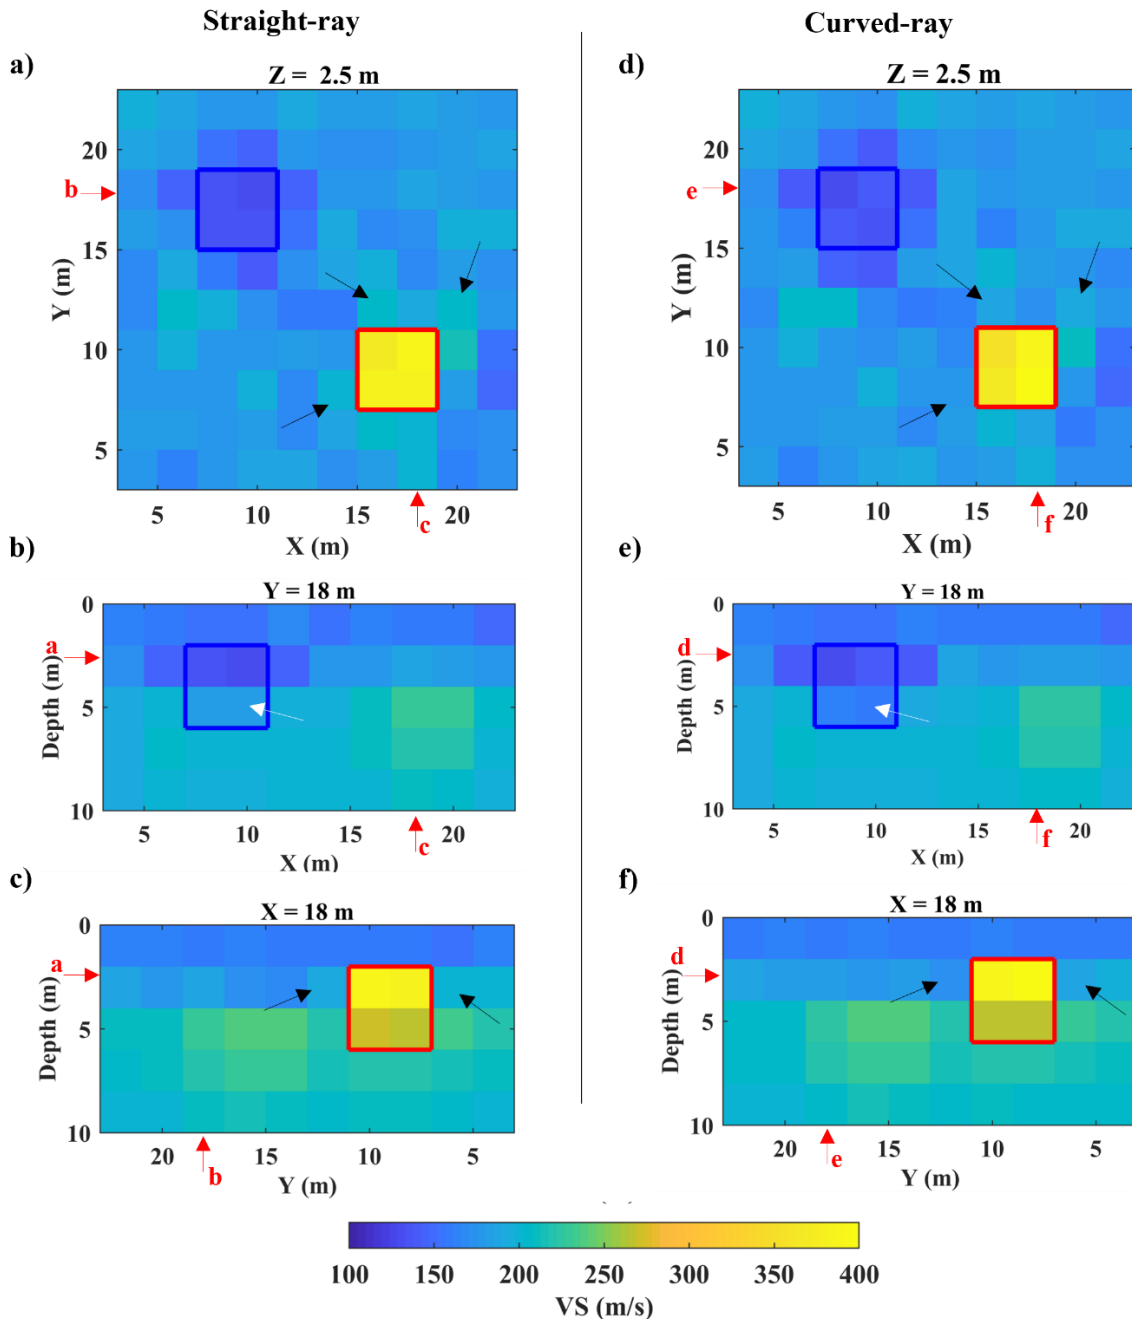 Straight-ray
Curved-ray
a)
Z = 2.5 m
20
15
10
5
Y (m)
b
5
10
15
20
c
X (m)
d)
Z = 2.5 m
20
15
10
5
Y (m)
e
5
10
15
20
f
X (m)
b)
Y = 18 m
0
5
10
Depth (m)
a
5
10
15
20
c
X (m)
e)
Y = 18 m
0
5
10
Depth (m)
d
5
10
15
20
f
X (m)
c)
X = 18 m
0
5
10
Depth (m)
a
20
15
10
5
b
Y (m)
f)
X = 18 m
0
5
10
Depth (m)
d
20
15
10
5
e
Y (m)
100
150
200
250
300
350
400
VS (m/s)